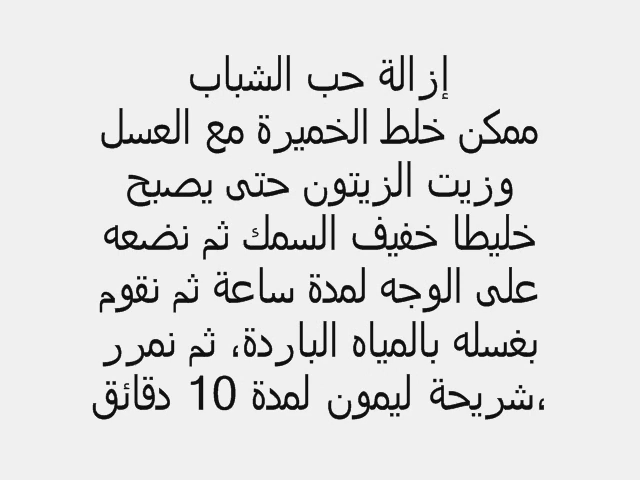 إزالة حب الشباب
ممكن خلط الخميرة مع العسل
وزيت الزيتون حتى يصبح
خليطا خفيف السمك ثم نضعه
على الوجه لمدة ساعة ثم نقوم
بغسله بالمياه الباردة، ثم نمرر
،شريحة ليمون لمدة 10 دقائق